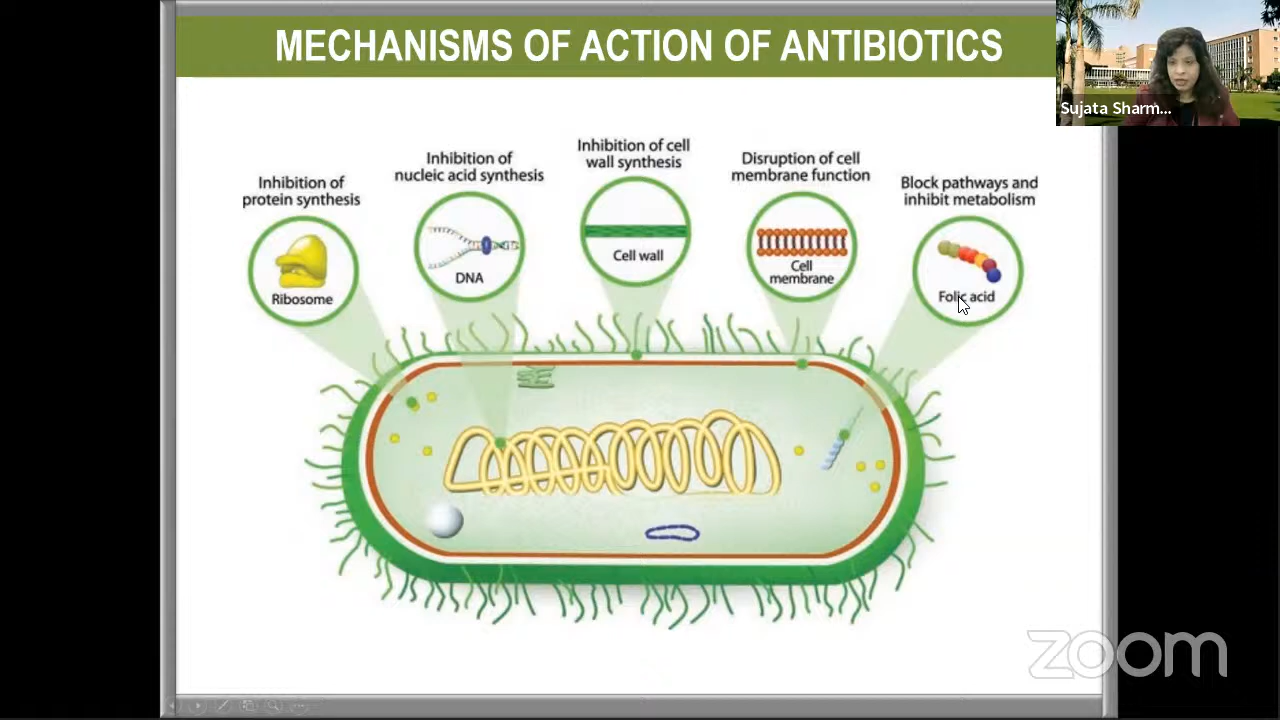 MECHANISMS OF ACTION OF ANTIBIOTICS
Sujata Sharm...
Inhibition of
protein synthesis
Ribosome
Inhibition of
nucleic acid synthesis
DNA
Inhibition of cell
wall synthesis
Cell wall
Disruption of cell
membrane function
Cell
membrane
Block pathways and
inhibit metabolism
Folic acid
zoom